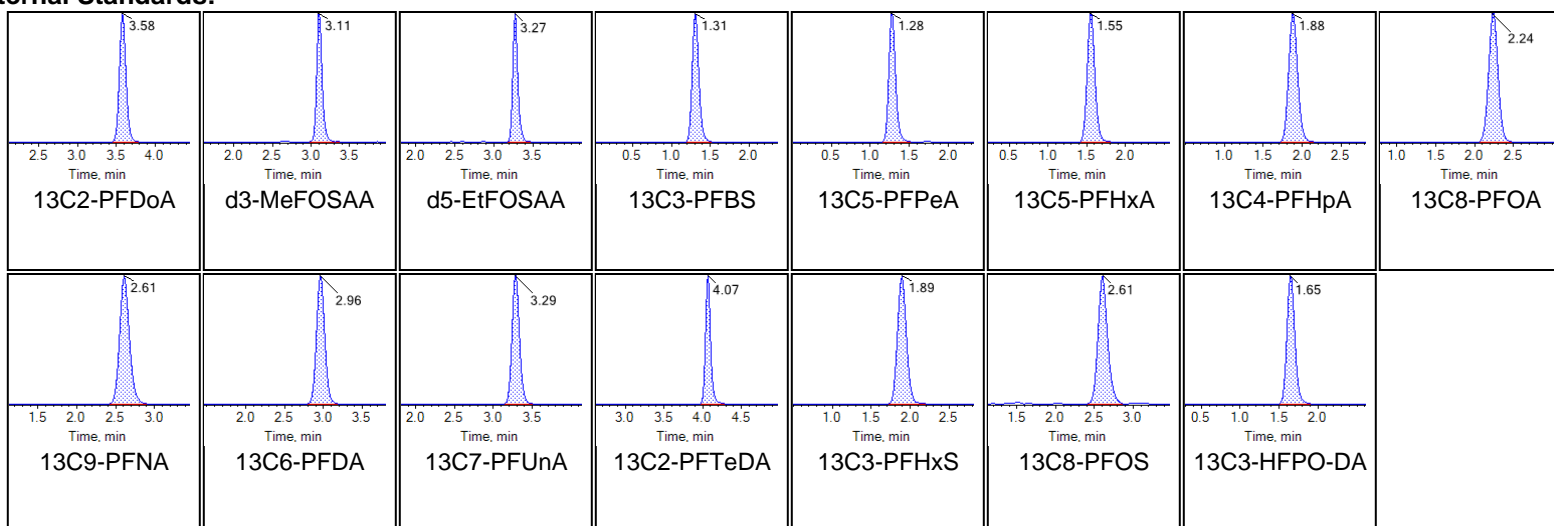 ternal Standards:
3.58
3.11
3.27
1.31
1.28
1.55
1.88
2.24
2.5 3.0 3.5 4.0
2.0 2.5 3.0 3.5
2.0 2.5 3.0 3.5
0.5 1.0 1.5 2.0
0.5 1.0 1.5 2.0
0.5 1.0 1.5 2.0
1.0 1.5 2.0 2.5
1.0 1.5 2.0 2.5
Time, min
Time, min
Time, min
Time, min
Time, min
Time, min
Time, min
Time, min
13C2-PFDoA
d3-MeFOSAA
d5-EtFOSAA
13C3-PFBS
13C5-PFPeA
13C5-PFHxA
13C4-PFHpA
13C8-PFOA
2.61
2.96
3.29
4.07
1.89
2.61
1.65
1.5 2.0 2.5 3.0
2.0 2.5 3.0 3.5
2.0 2.5 3.0 3.5
3.0 3.5 4.0 4.5
1.0 1.5 2.0 2.5
1.5 2.0 2.5 3.0
0.5 1.0 1.5 2.0
Time, min
Time, min
Time, min
Time, min
Time, min
Time, min
Time, min
13C9-PFNA
13C6-PFDA
13C7-PFUnA
13C2-PFTeDA
13C3-PFHxS
13C8-PFOS
13C3-HFPO-DA